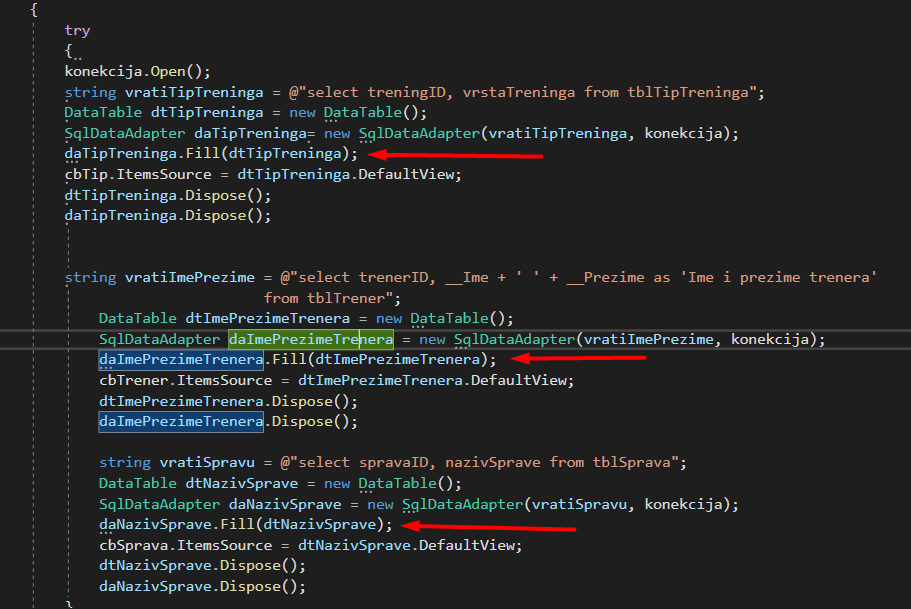 {
try
{
konekcija.Open();
string vratiTipTreninga = @"select treningID, vrstaTreninga from tblTipTreninga";
DataTable dtTipTreninga = new DataTable();
SqlDataAdapter daTipTreninga= new SqlDataAdapter(vratiTipTreninga, konekcija);
daTipTreninga.Fill(dtTipTreninga);
cbTip.ItemsSource = dtTipTreninga.DefaultView;
dtTipTreninga.Dispose();
daTipTreninga.Dispose();
string vratiImePrezime = @"select trenerID, __Ime + ' ' + __Prezime as 'Ime i prezime trenera'
from tblTrener";
DataTable dtImePrezimeTrenera = new DataTable();
SqlDataAdapter daImePrezimeTrenera = new SqlDataAdapter(vratiImePrezime, konekcija);
daImePrezimeTrenera.Fill(dtImePrezimeTrenera);
cbTrener.ItemsSource = dtImePrezimeTrenera.DefaultView;
dtImePrezimeTrenera.Dispose();
daImePrezimeTrenera.Dispose();
string vratiSpravu = @"select spravaID, nazivSprave from tblSprava";
DataTable dtNazivSprave = new DataTable();
SqlDataAdapter daNazivSprave = new SqlDataAdapter(vratiSpravu, konekcija);
daNazivSprave.Fill(dtNazivSprave);
cbSprava.ItemsSource = dtNazivSprave.DefaultView;
dtNazivSprave.Dispose();
daNazivSprave.Dispose();
}